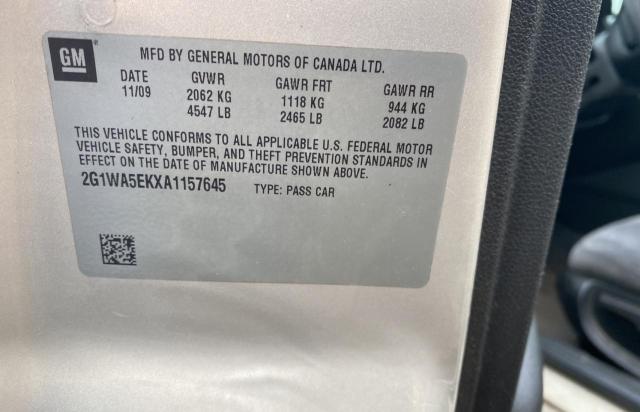 GM
MFD BY GENERAL MOTORS OF CANADA LTD.
DATE GVWR GAWR FRT GAWR RR
11/09 2062 KG 1118 KG 944 KG
4547 LB 2465 LB 2082 LB
THIS VEHICLE CONFORMS TO ALL APPLICABLE U.S. FEDERAL MOTOR
VEHICLE SAFETY, BUMPER, AND THEFT PREVENTION STANDARDS IN
EFFECT ON THE DATE OF MANUFACTURE SHOWN ABOVE.
2G1WA5EKXA1157645 TYPE: PASS CAR